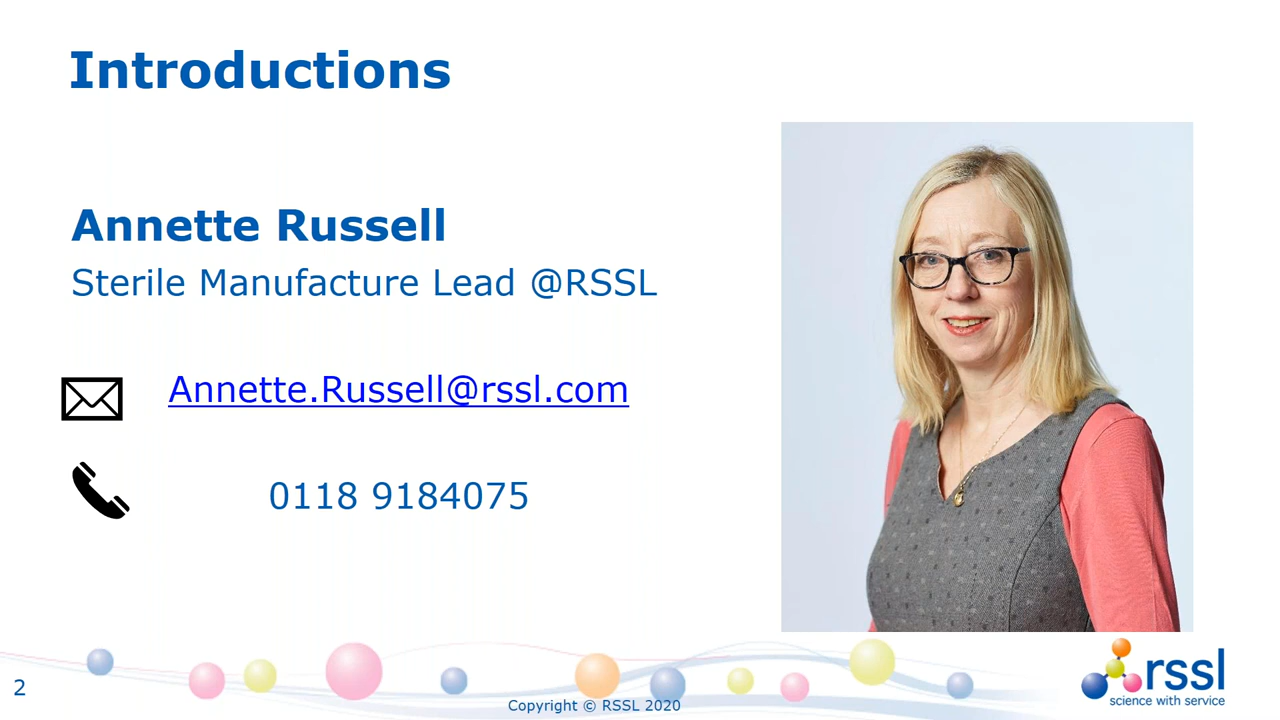 Introductions
Annette Russell
Sterile Manufacture Lead @RSSL
Annette.Russell@rssl.com
0118 9184075
2
Copyright © RSSL 2020
rssl
science with service